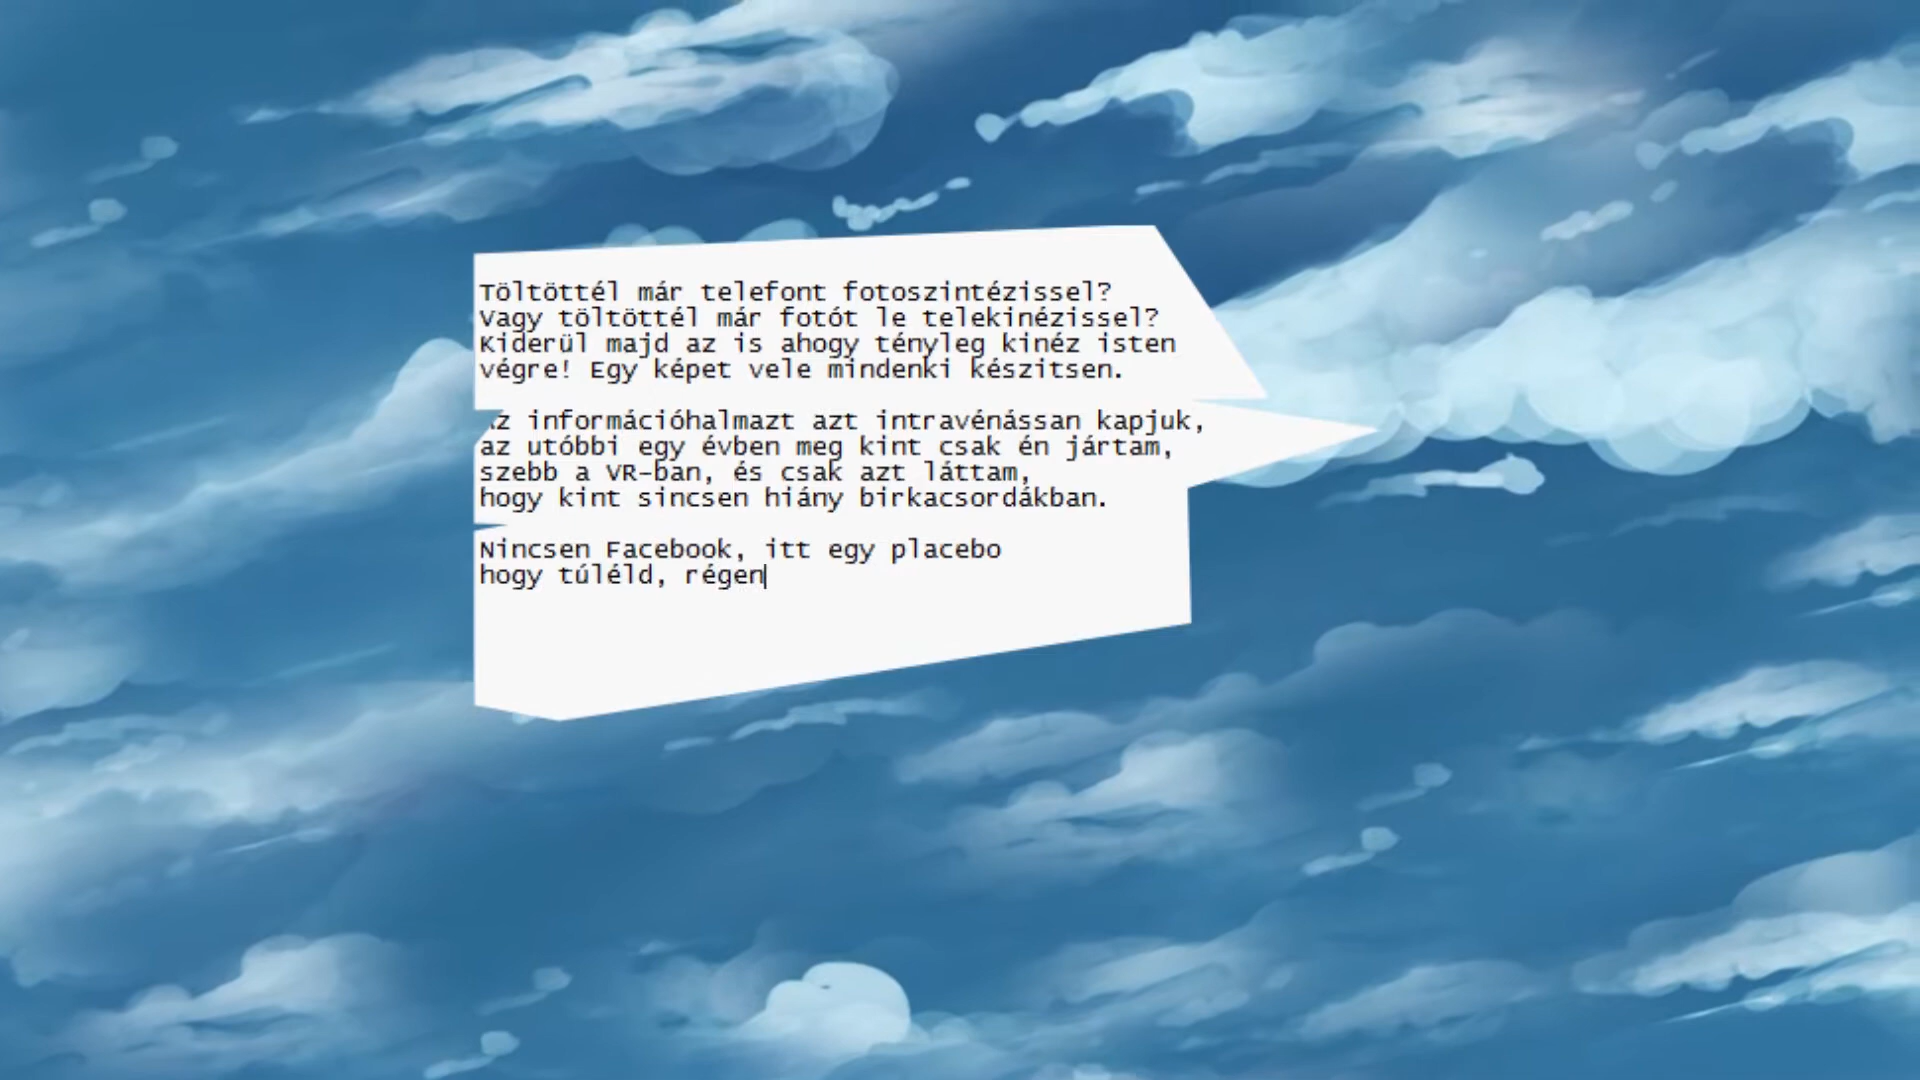 Töltöttél már telefont fotoszintézissel?
Vagy töltöttél már fotót le telekinézissel?
Kiderül majd az is ahogy tényleg kinéz isten
végre! Egy képet vele mindenki készitsen.
Az információhalmazt azt intravénássan kapjuk,
az utóbbi egy évben meg kint csak én jártam,
szebb a VR-ban, és csak azt láttam,
hogy kint sincsen hiány birkacsordákban.
Nincsen Facebook, itt egy placebo
hogy túléld, régen